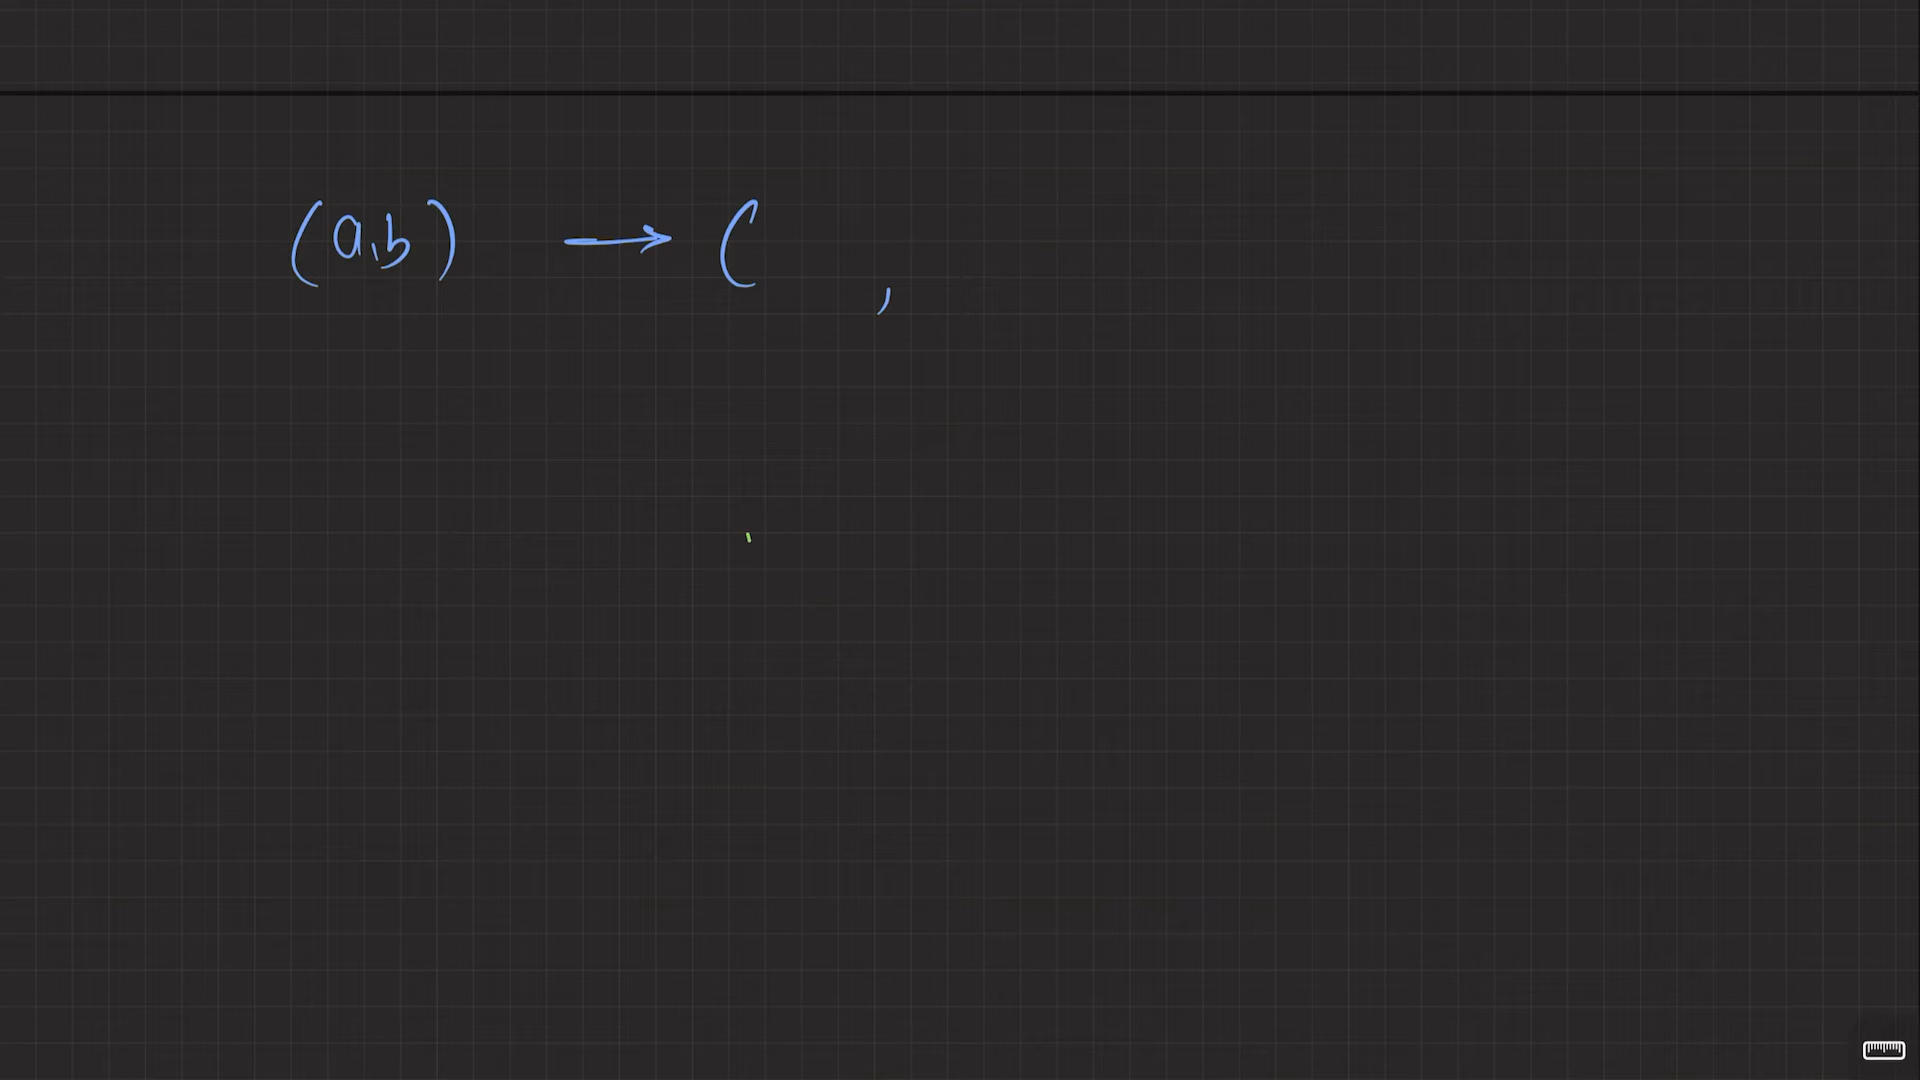 (a,b) → ( ,